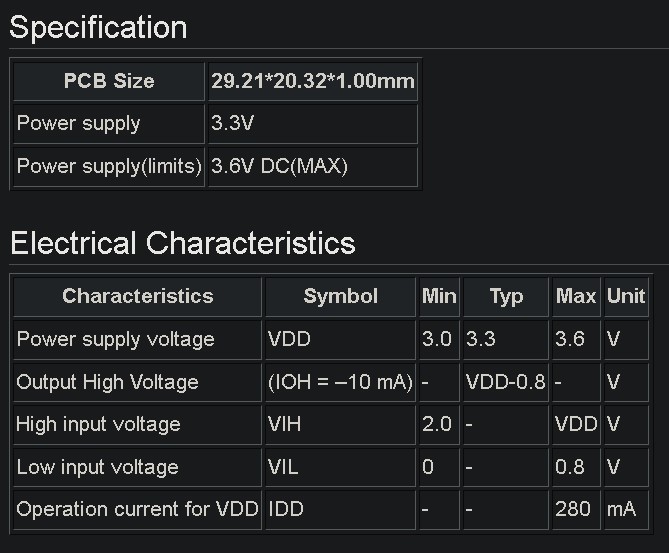 Specification
PCB Size 29.21*20.32*1.00mm
Power supply 3.3V
Power supply(limits) 3.6V DC(MAX)
Electrical Characteristics
Characteristics Symbol Min Typ Max Unit
Power supply voltage VDD 3.0 3.3 3.6 V
Output High Voltage (IOH = –10 mA) - VDD-0.8 - V
High input voltage VIH 2.0 - VDD V
Low input voltage VIL 0 - 0.8 V
Operation current for VDD IDD - - 280 mA